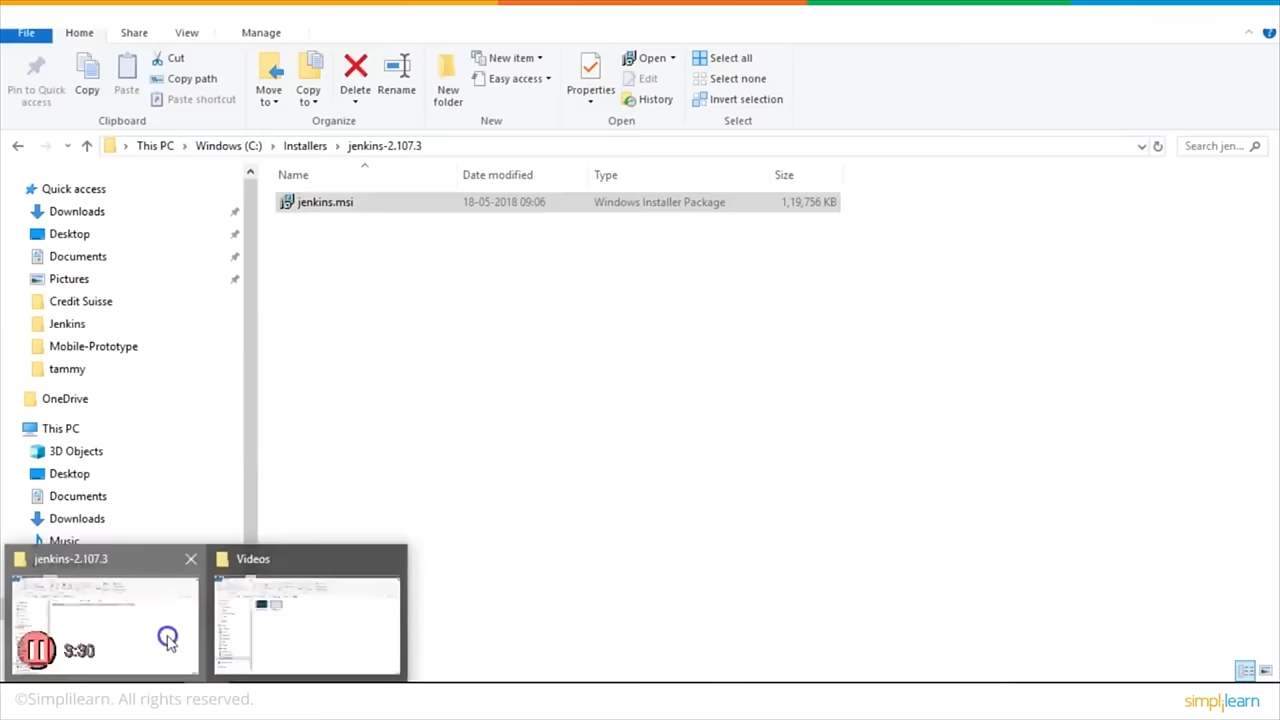 File Home Share View Manage
Pin to Quick access
Copy
Paste
Cut
Copy path
Paste shortcut
Clipboard
Move to
Copy to
Delete
Rename
Organize
New folder
New item
Easy access
New
Properties
Open
Edit
History
Open
Select all
Select none
Invert selection
Select
This PC Windows (C:) Installers jenkins-2.107.3
Search jen...
Name Date modified Type Size
jenkins.msi 18-05-2018 09:06 Windows Installer Package 1,19,756 KB
Quick access
Downloads
Desktop
Documents
Pictures
Credit Suisse
Jenkins
Mobile-Prototype
tammy
OneDrive
This PC
3D Objects
Desktop
Documents
Downloads
Music
jenkins-2.107.3
Videos
©Simplilearn. All rights reserved.
simplilearn